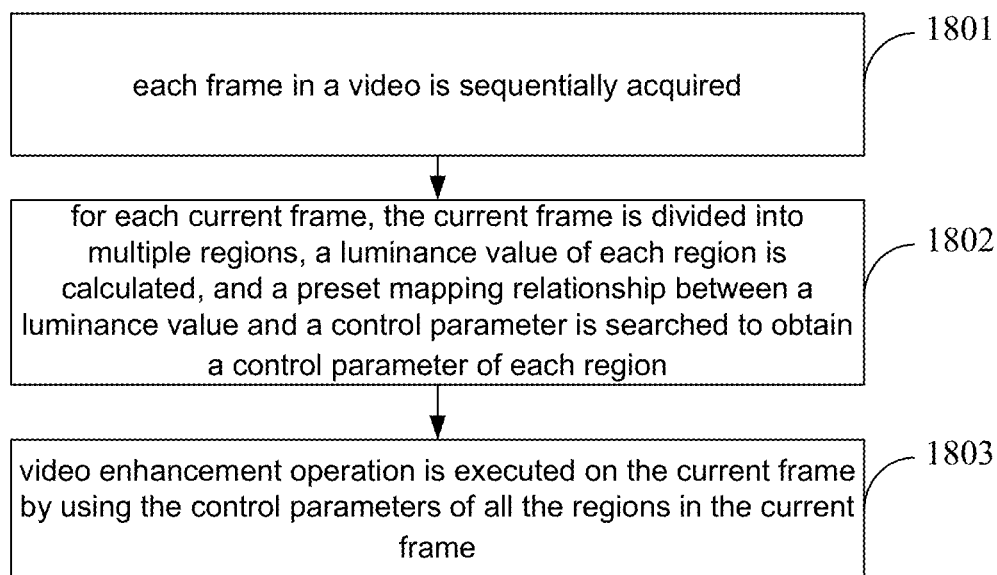 1801
each frame in a video is sequentially acquired
1802
for each current frame, the current frame is divided into
multiple regions, a luminance value of each region is
calculated, and a preset mapping relationship between a
luminance value and a control parameter is searched to obtain
a control parameter of each region
1803
video enhancement operation is executed on the current frame
by using the control parameters of all the regions in the current
frame